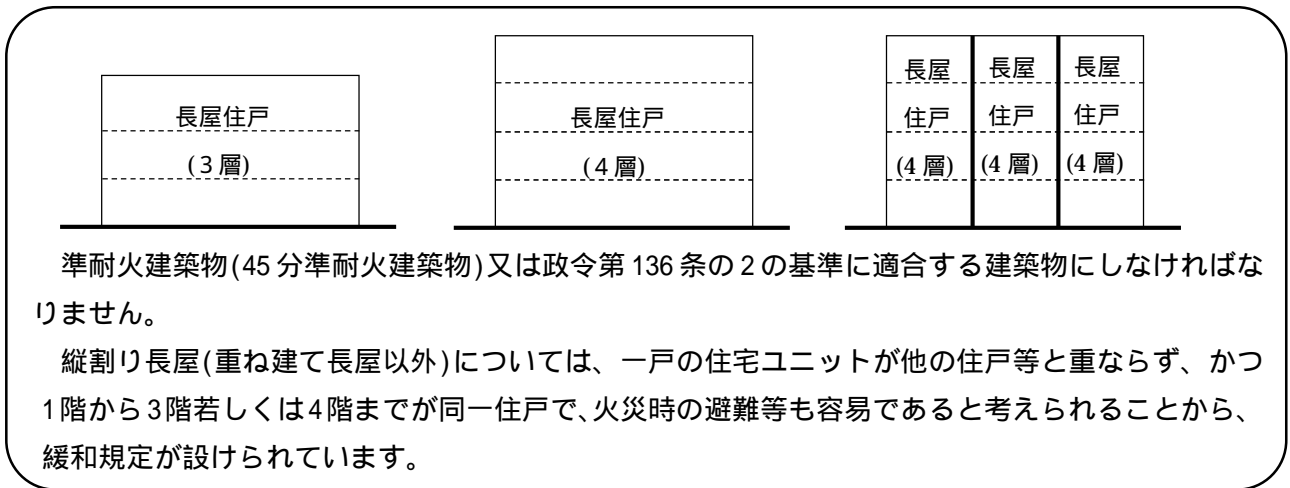 長屋住戸
(3層)
長屋住戸
(4層)
長屋 長屋 長屋
住戸 住戸 住戸
(4層) (4層) (4層)
準耐火建築物(45分準耐火建築物)又は政令第136条の2の基準に適合する建築物にしなければな
りません。
縦割り長屋(重ね建て長屋以外)については、一戸の住宅ユニットが他の住戸等と重ならず、かつ
1階から3階若しくは4階までが同一住戸で、火災時の避難等も容易であると考えられることから、
緩和規定が設けられています。